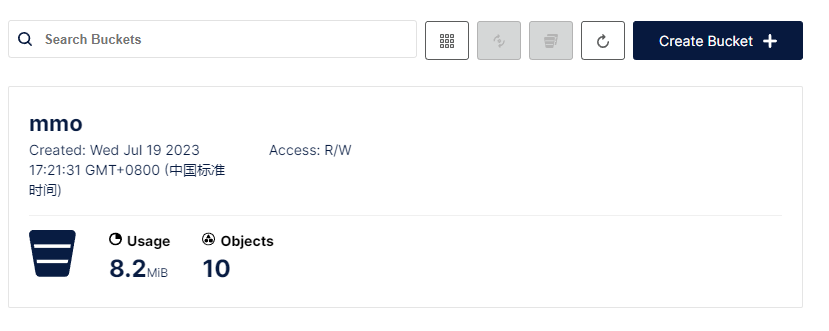 Search Buckets
Create Bucket
mmo
Created: Wed Jul 19 2023
17:21:31 GMT+0800 (中国标准
时间)
Access: R/W
Usage
8.2MiB
Objects
10